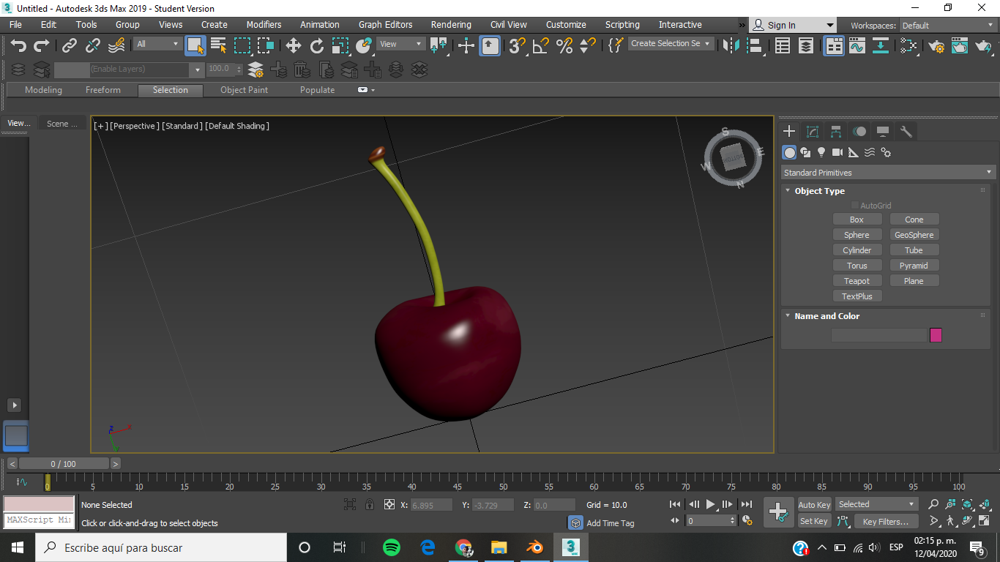 Untitled - Autodesk 3ds Max 2019 - Student Version
File Edit Tools Group Views Create Modifiers Animation Graph Editors Rendering Civil View Customize Scripting Interactive » Sign In Workspaces: Default
All View Create Selection Se
(Enable Layers) 100.0
Modeling Freeform Selection Object Paint Populate
View... Scene ...
[+] [Perspective ] [Standard ] [Default Shading ]
S
E
W
N
BOTTOM
Standard Primitives
Object Type
AutoGrid
Box Cone
Sphere GeoSphere
Cylinder Tube
Torus Pyramid
Teapot Plane
TextPlus
Name and Color
z x
y
< 0 / 100 >
0 5 10 15 20 25 30 35 40 45 50 55 60 65 70 75 80 85 90 95 100
None Selected X: 6.895 Y: -3.729 Z: 0.0 Grid = 10.0 Auto Key Selected
MAXScript Mi
Click or click-and-drag to select objects Add Time Tag 0 Set Key Key Filters...
Escribe aquí para buscar
ESP
02:15 p. m.
12/04/2020
9
3
MAX